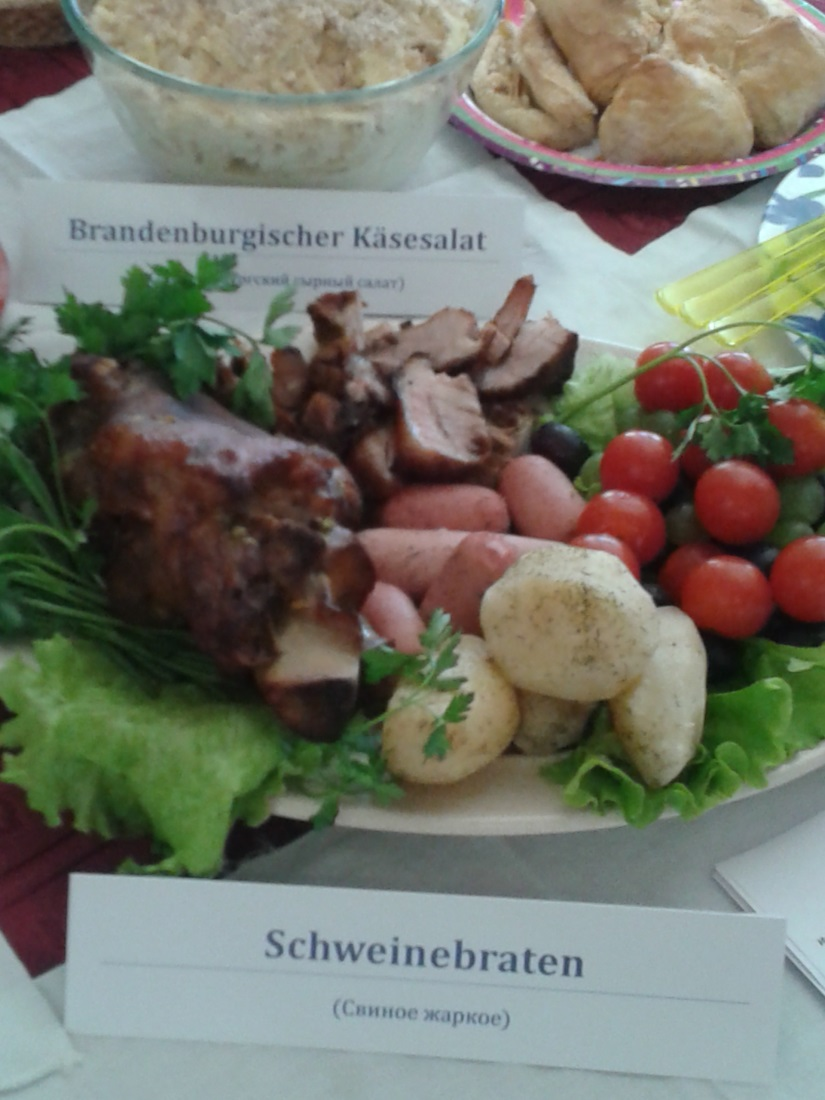 Brandenburgischer Käsesalat
сырный салат)
Schweinebraten
(Свиное жаркое)